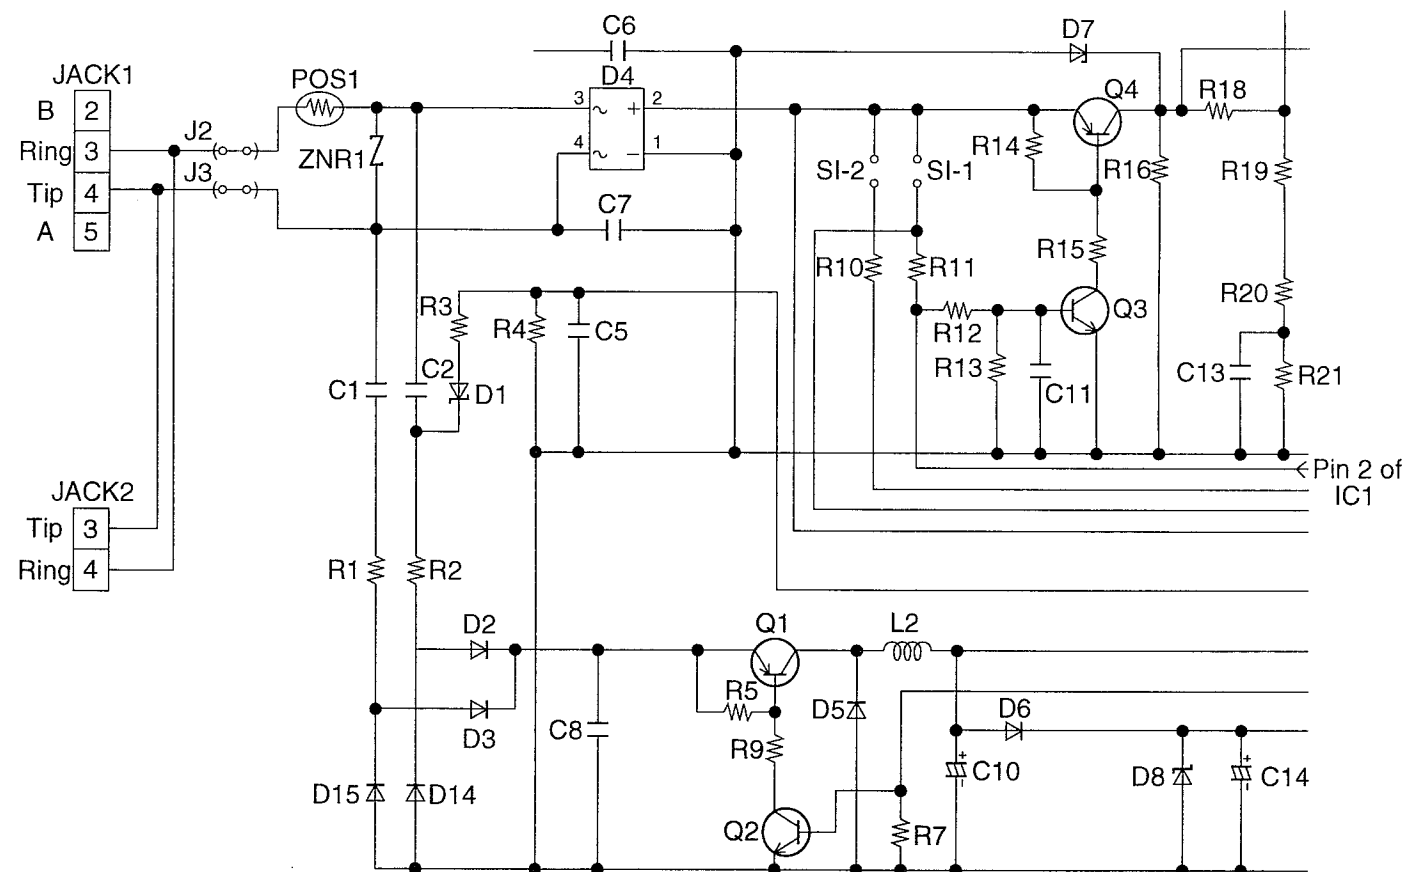 C6
D7
JACK1
POS1
D4
Q4
B 2
3 ~ + 2
R18
Ring 3
J2
ZNR1
4 ~ − 1
R14
SI-2
SI-1
R16
R19
Tip 4
J3
A 5
C7
R15
R10
R11
R3
R4
C5
R12
Q3
R20
C1
C2
D1
R13
C11
C13
R21
Pin 2 of
IC1
JACK2
Tip 3
Ring 4
R1
R2
D2
Q1
L2
R5
D5
D6
D3
C8
R9
+
-
C10
D8
+
-
C14
D15
D14
Q2
R7